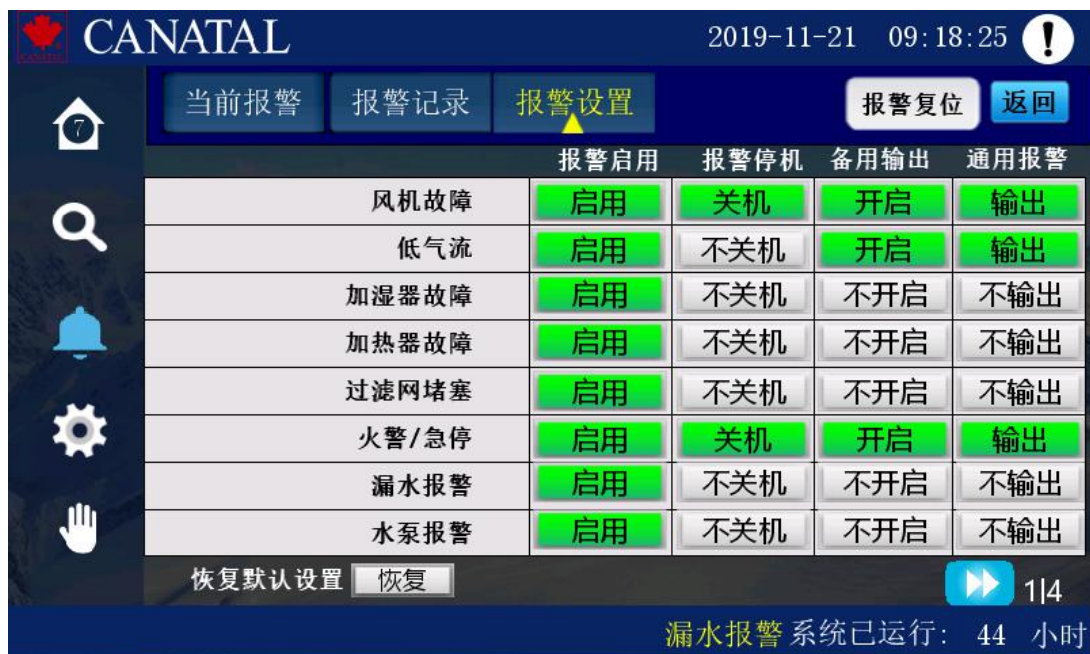 CANATAL 2019-11-21 09:18:25
当前报警 报警记录 报警设置 报警复位 返回
7
报警启用 报警停机 备用输出 通用报警
风机故障 启用 关机 开启 输出
低气流 启用 不关机 开启 输出
加湿器故障 启用 不关机 不开启 不输出
加热器故障 启用 不关机 不开启 不输出
过滤网堵塞 启用 不关机 不开启 不输出
火警/急停 启用 关机 开启 输出
漏水报警 启用 不关机 不开启 不输出
水泵报警 启用 不关机 不开启 不输出
恢复默认设置 恢复 1|4
漏水报警 系统已运行: 44 小时